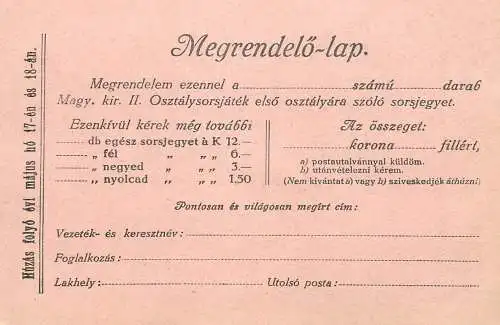 Húzás folyó évi május hó 17-én és 18-án.
Megrendelő-lap.
Megrendelem ezennel a számú darab
Magy. kir. II. Osztálysorsjáték első osztályára szóló sorsjegyet.
Ezenkívül kérek még további
db egész sorsjegyet à K 12.—
„ fél „ „ „ 6.—
„ negyed „ „ „ 3.—
„ nyolcad „ „ „ 1.50
Az összeget:
korona fillért,
a) postautalvánnyal küldöm.
b) utánvételezni kérem.
(Nem kívántat a) vagy b) szíveskedjék áthúzni)
Pontosan és világosan megírt cím:
Vezeték- és keresztnév:
Foglalkozás:
Lakhely: Utolsó posta: